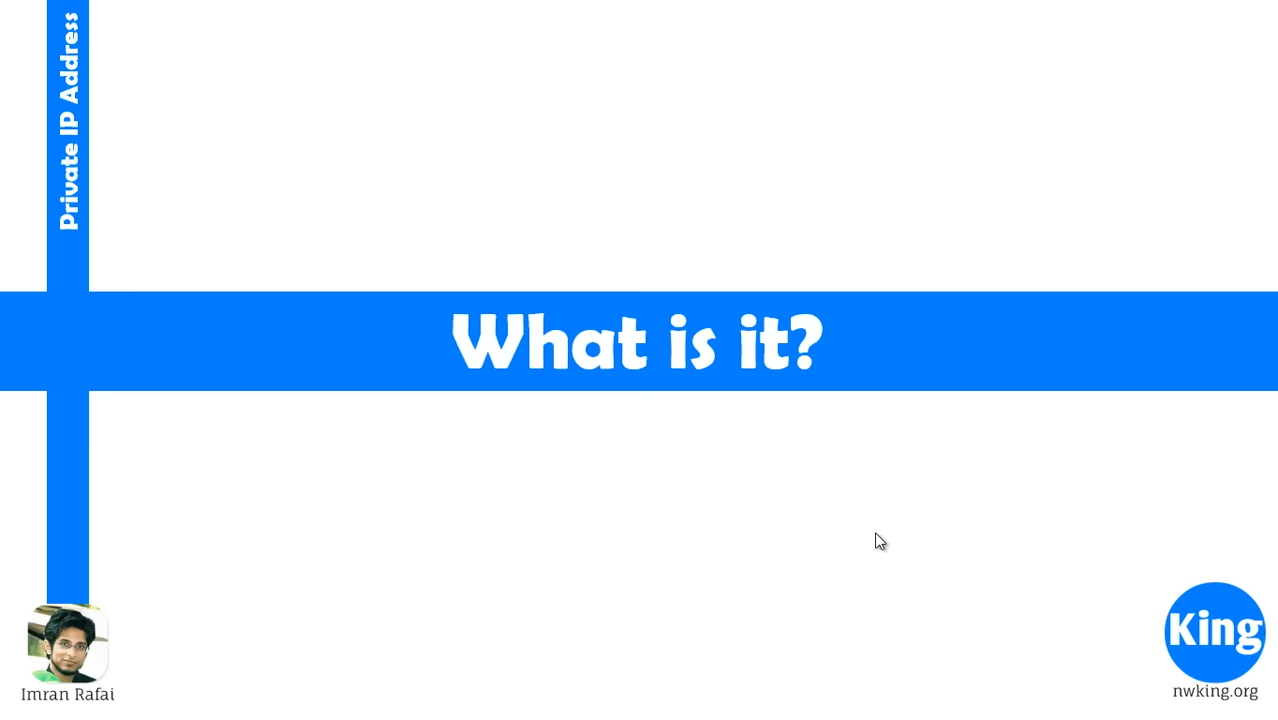 Private IP Address
What is it?
Imran Rafai
King
nwking.org